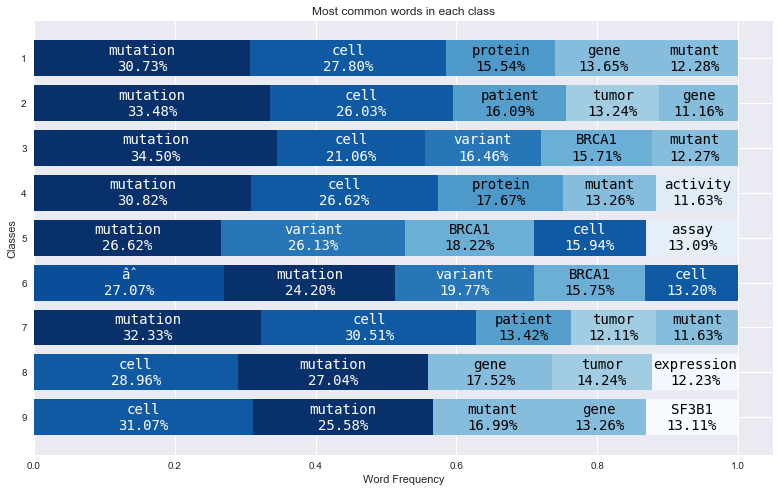 Most common words in each class
1
mutation cell protein gene mutant
30.73% 27.80% 15.54% 13.65% 12.28%
2
mutation cell patient tumor gene
33.48% 26.03% 16.09% 13.24% 11.16%
3
mutation cell variant BRCA1 mutant
34.50% 21.06% 16.46% 15.71% 12.27%
4
mutation cell protein mutant activity
30.82% 26.62% 17.67% 13.26% 11.63%
Classes
5
mutation variant BRCA1 cell assay
26.62% 26.13% 18.22% 15.94% 13.09%
6
âˆ mutation variant BRCA1 cell
27.07% 24.20% 19.77% 15.75% 13.20%
7
mutation cell patient tumor mutant
32.33% 30.51% 13.42% 12.11% 11.63%
8
cell mutation gene tumor expression
28.96% 27.04% 17.52% 14.24% 12.23%
9
cell mutation mutant gene SF3B1
31.07% 25.58% 16.99% 13.26% 13.11%
0.0 0.2 0.4 0.6 0.8 1.0
Word Frequency